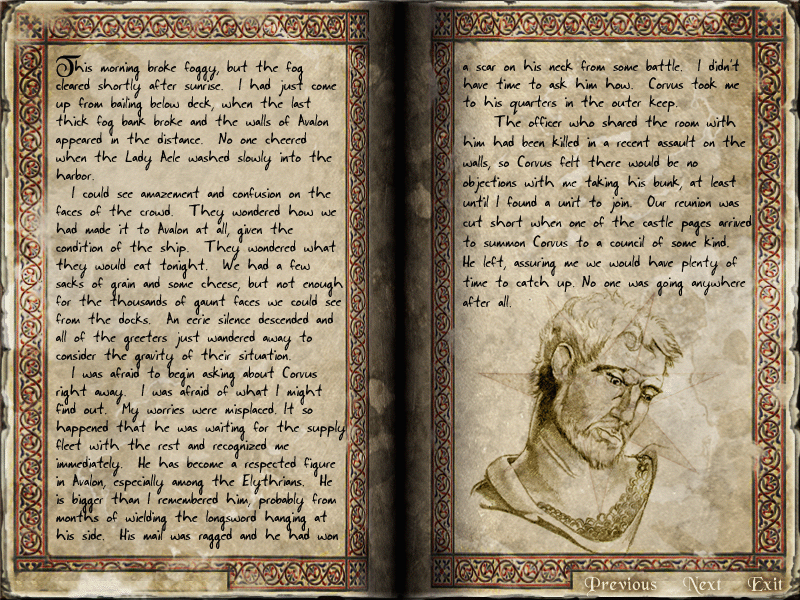 This morning broke foggy, but the fog
cleared shortly after sunrise. I had just come
up from bailing below deck, when the last
thick fog bank broke and the walls of Avalon
appeared in the distance. No one cheered
when the Lady Aele washed slowly into the
harbor.
I could see amazement and confusion on the
faces of the crowd. They wondered how we
had made it to Avalon at all, given the
condition of the ship. They wondered what
they would eat tonight. We had a few
sacks of grain and some cheese, but not enough
for the thousands of gaunt faces we could see
from the docks. An eerie silence descended and
all of the greeters just wandered away to
consider the gravity of their situation.
I was afraid to begin asking about Corvus
right away. I was afraid of what I might
find out. My worries were misplaced. It so
happened that he was waiting for the supply
fleet with the rest and recognized me
immediately. He has become a respected figure
in Avalon, especially among the Elythrians. He
is bigger than I remembered him, probably from
months of wielding the longsword hanging at
his side. His mail was ragged and he had won
a scar on his neck from some battle. I didn't
have time to ask him how. Corvus took me
to his quarters in the outer keep.
The officer who shared the room with
him had been killed in a recent assault on the
walls, so Corvus felt there would be no
objections with me taking his bunk, at least
until I found a unit to join. Our reunion was
cut short when one of the castle pages arrived
to summon Corvus to a council of some kind.
He left, assuring me we would have plenty of
time to catch up. No one was going anywhere
after all.
Previous Next Exit